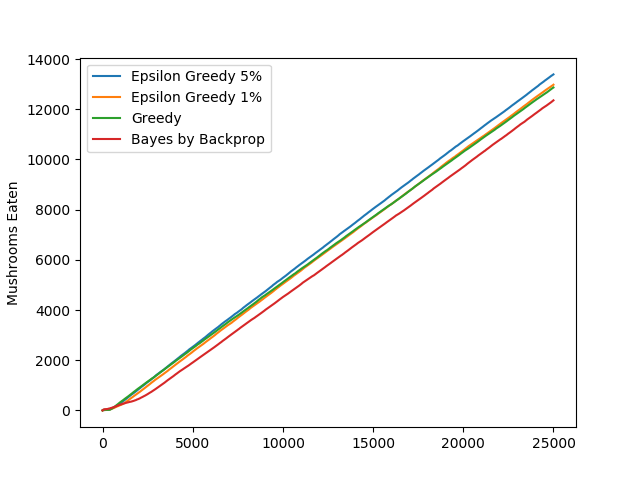 14000
12000
10000
8000
6000
4000
2000
0
Mushrooms Eaten
Epsilon Greedy 5%
Epsilon Greedy 1%
Greedy
Bayes by Backprop
0 5000 10000 15000 20000 25000